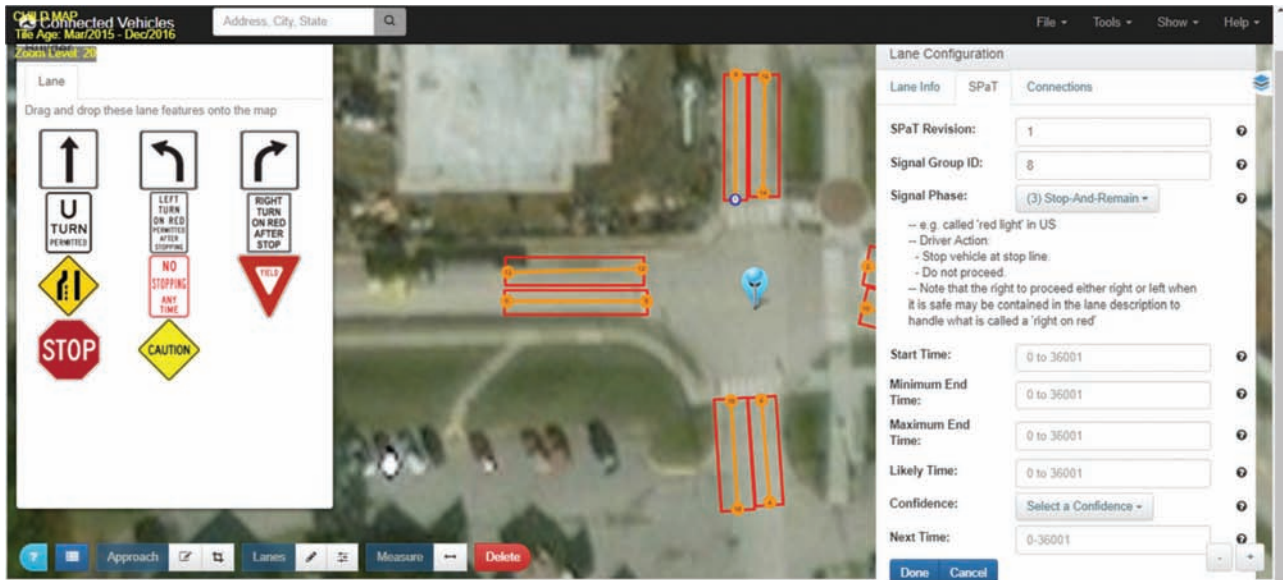 CHILD MAP
Connected Vehicles
Tile Age: Mar/2015 - Dec/2016
Zoom Level: 20
Address, City, State
File
Tools
Show
Help
Builder
Lane
Drag and drop these lane features onto the map
U
TURN
PERMITTED
LEFT
TURN
ON RED
PERMITTED
AFTER
STOPPING
RIGHT
TURN
ON RED
AFTER
STOP
NO
STOPPING
ANY
TIME
YIELD
STOP
CAUTION
Lane Configuration
Lane Info SPaT Connections
SPaT Revision: 1
Signal Group ID: 8
Signal Phase: (3) Stop-And-Remain
-- e.g. called 'red light' in US
-- Driver Action:
- Stop vehicle at stop line.
- Do not proceed.
-- Note that the right to proceed either right or left when
it is safe may be contained in the lane description to
handle what is called a 'right on red'
Start Time: 0 to 36001
Minimum End
Time: 0 to 36001
Maximum End
Time: 0 to 36001
Likely Time: 0 to 36001
Confidence: Select a Confidence
Next Time: 0-36001
Done Cancel
? Approach Lanes Measure Delete
- +